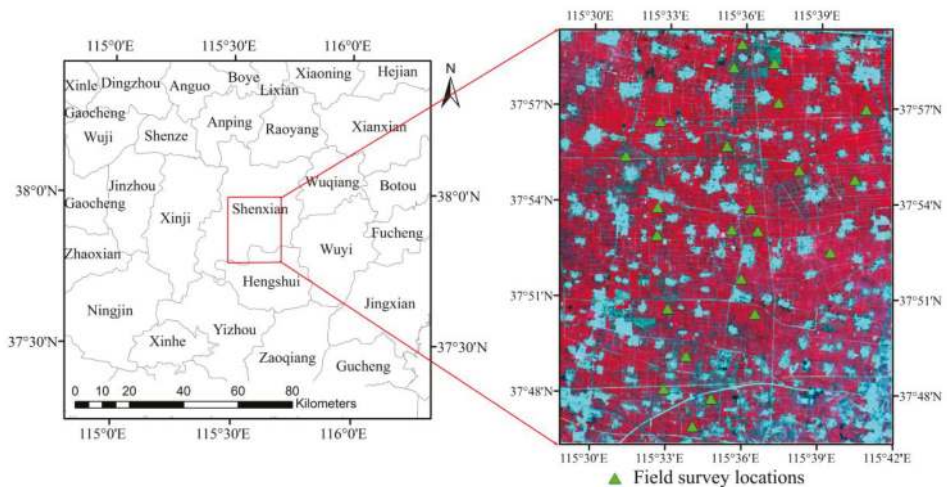 115°0'E 115°30'E 116°0'E
N
Xinle Dingzhou Anguo Boye Xiaoning Hejian
Lixian
Gaocheng Anping Raoyang Xianxian
Wuji Shenze
38°0'N 38°0'N
Jinzhou Wuqiang Botou
Gaocheng Xinji Shenxian
Zhaoxian Wuyi Fucheng
Hengshui
Ningjin Jingxian
Yizhou
Xinhe
37°30'N 37°30'N
Zaoqiang Gucheng
0 5 10 20 40 60 80
Kilometers
115°0'E 115°30'E 116°0'E
115°30'E 115°33'E 115°36'E 115°39'E
37°57'N 37°57'N
37°54'N 37°54'N
37°51'N 37°51'N
37°48'N 37°48'N
115°30'E 115°33'E 115°36'E 115°39'E 115°42'E
Field survey locations